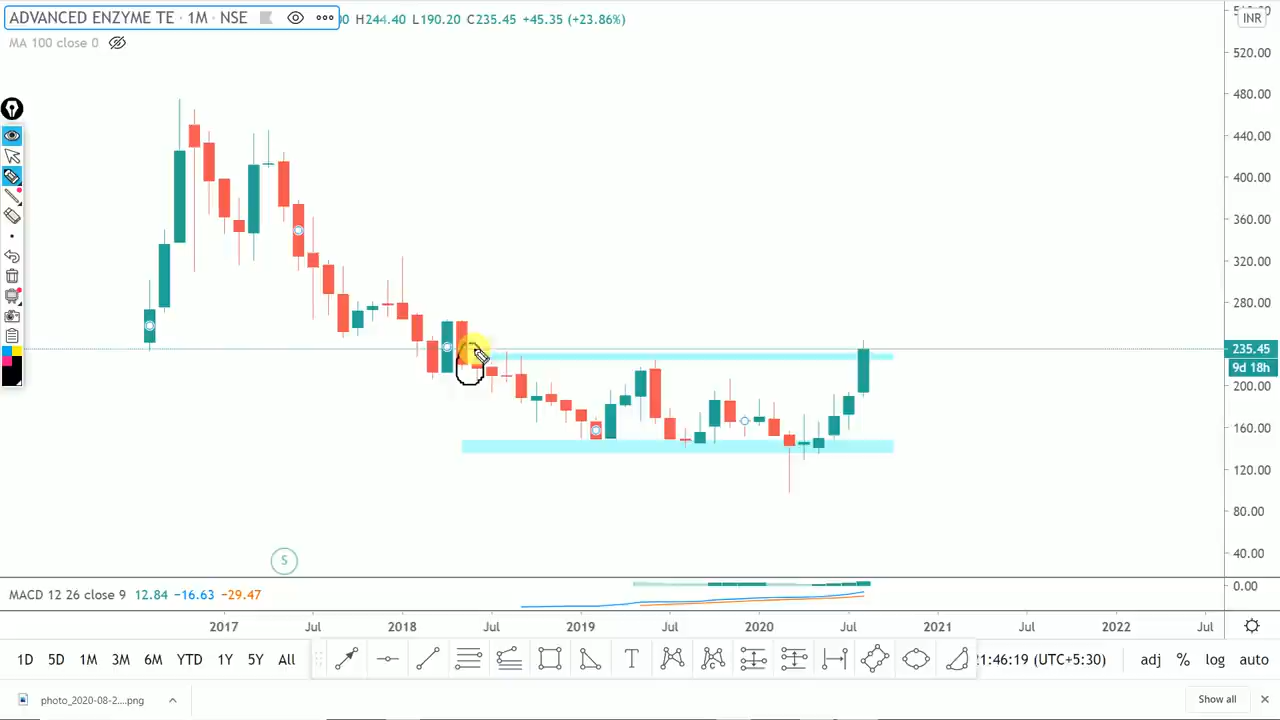 ADVANCED ENZYME TE · 1M · NSE
H244.40 L190.20 C235.45 +45.35 (+23.86%)
INR
MA 100 close 0
520.00
480.00
440.00
400.00
360.00
320.00
280.00
235.45
9d 18h
200.00
160.00
120.00
80.00
40.00
S
MACD 12 26 close 9 12.84 −16.63 −29.47
0.00
2017 Jul 2018 Jul 2019 Jul 2020 Jul 2021 Jul 2022 Jul
1D 5D 1M 3M 6M YTD 1Y 5Y All
T
21:46:19 (UTC+5:30) adj % log auto
photo_2020-08-2....png
Show all